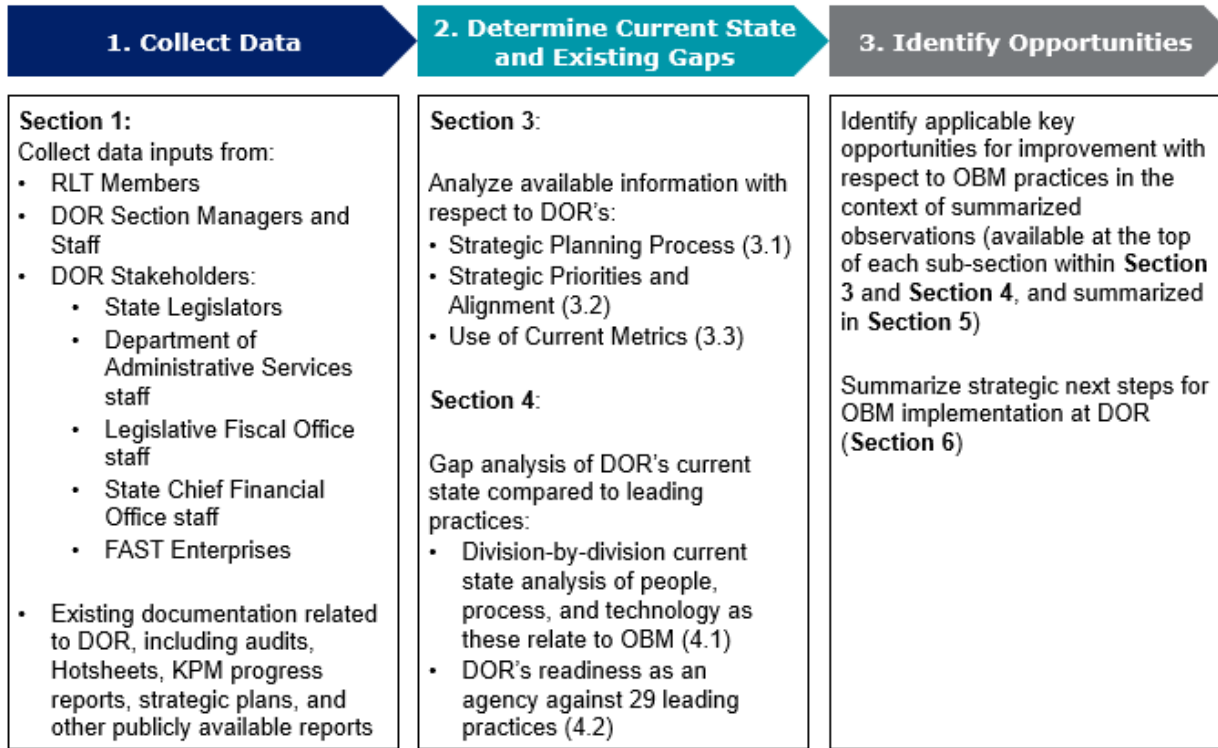 1. Collect Data
2. Determine Current State
and Existing Gaps
3. Identify Opportunities
Section 1:
Collect data inputs from:
• RLT Members
• DOR Section Managers and
Staff
• DOR Stakeholders:
• State Legislators
• Department of
Administrative Services
staff
• Legislative Fiscal Office
staff
• State Chief Financial
Office staff
• FAST Enterprises
• Existing documentation related
to DOR, including audits,
Hotsheets, KPM progress
reports, strategic plans, and
other publicly available reports
Section 3:
Analyze available information with
respect to DOR's:
• Strategic Planning Process (3.1)
• Strategic Priorities and
Alignment (3.2)
• Use of Current Metrics (3.3)
Section 4:
Gap analysis of DOR's current
state compared to leading
practices:
• Division-by-division current
state analysis of people,
process, and technology as
these relate to OBM (4.1)
• DOR's readiness as an
agency against 29 leading
practices (4.2)
Identify applicable key
opportunities for improvement with
respect to OBM practices in the
context of summarized
observations (available at the top
of each sub-section within Section
3 and Section 4, and summarized
in Section 5)
Summarize strategic next steps for
OBM implementation at DOR
(Section 6)